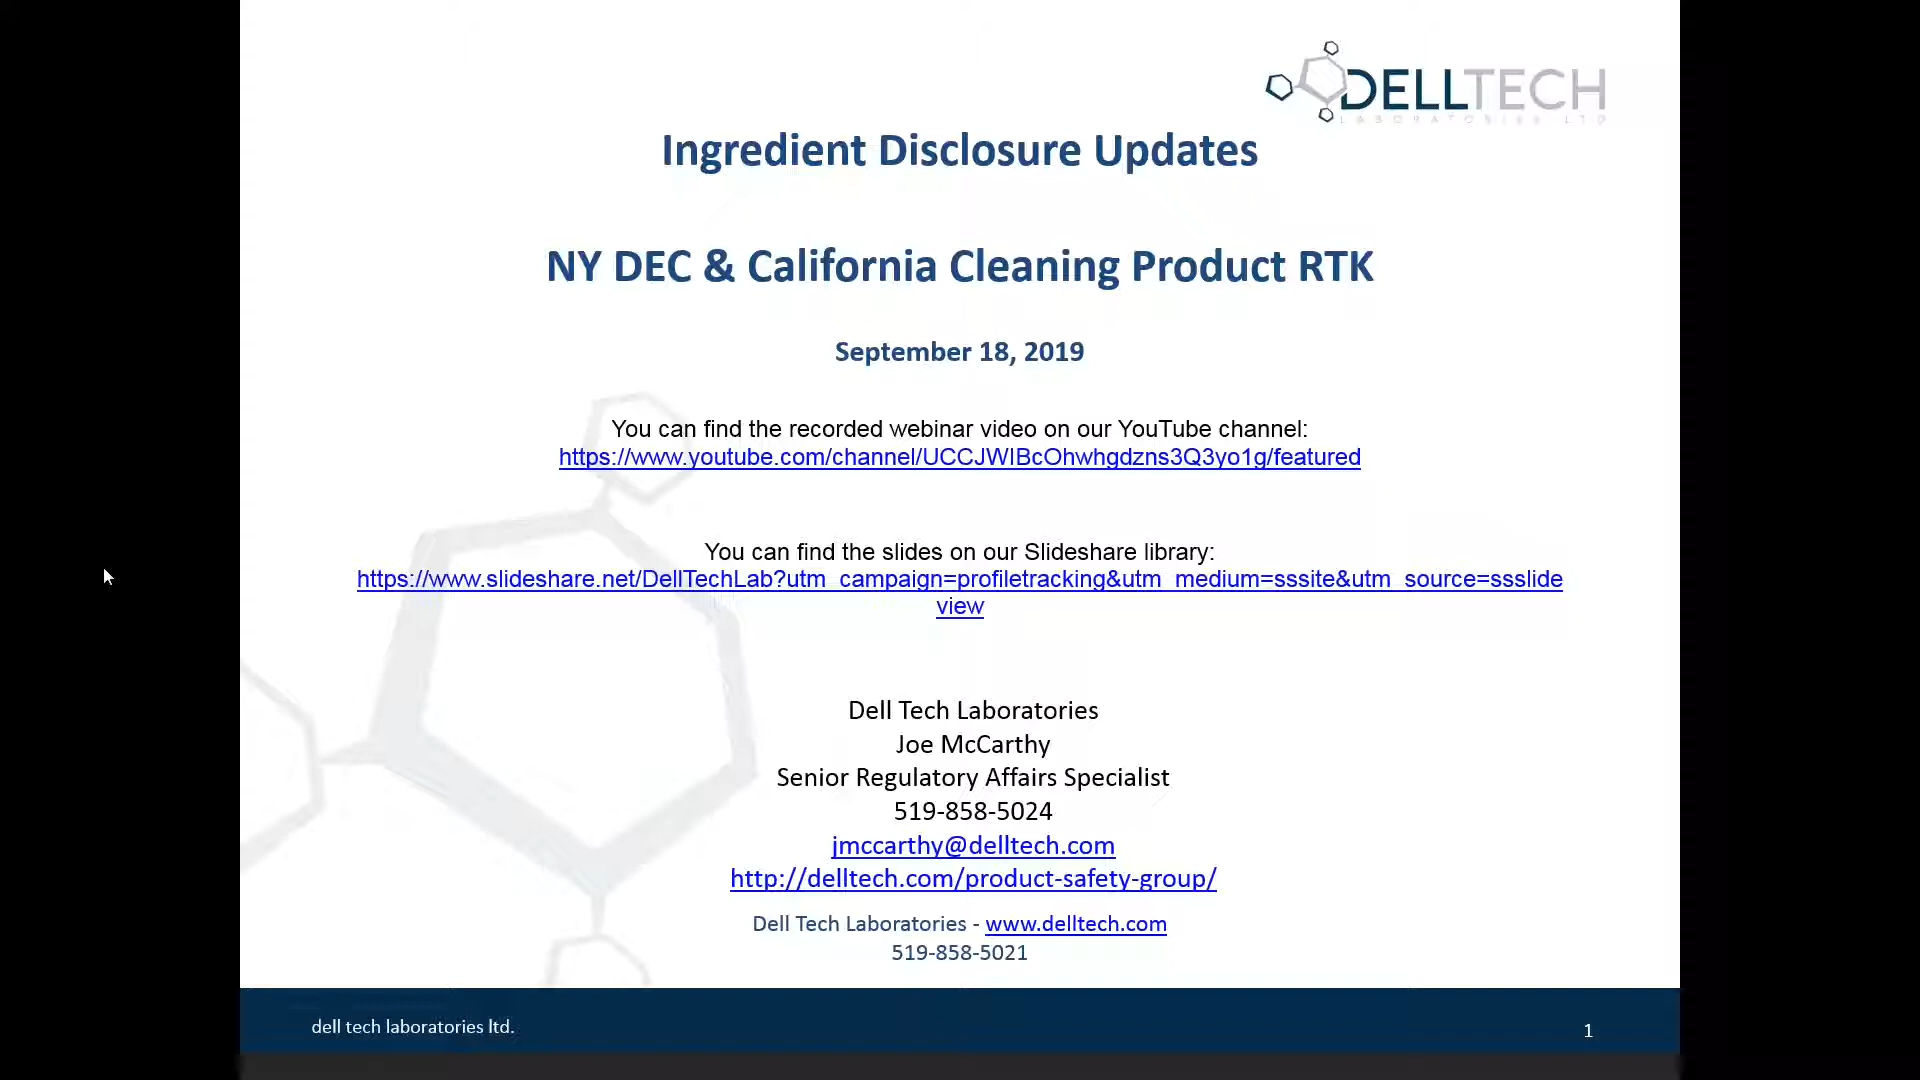 DELLTECH
LABORATORIES LTD
Ingredient Disclosure Updates
NY DEC & California Cleaning Product RTK
September 18, 2019
You can find the recorded webinar video on our YouTube channel:
https://www.youtube.com/channel/UCCJWIBcOhwhgdzns3Q3yo1g/featured
You can find the slides on our Slideshare library:
https://www.slideshare.net/DellTechLab?utm_campaign=profiletracking&utm_medium=sssite&utm_source=ssslide
view
Dell Tech Laboratories
Joe McCarthy
Senior Regulatory Affairs Specialist
519-858-5024
jmccarthy@delltech.com
http://delltech.com/product-safety-group/
Dell Tech Laboratories - www.delltech.com
519-858-5021
dell tech laboratories ltd.
1